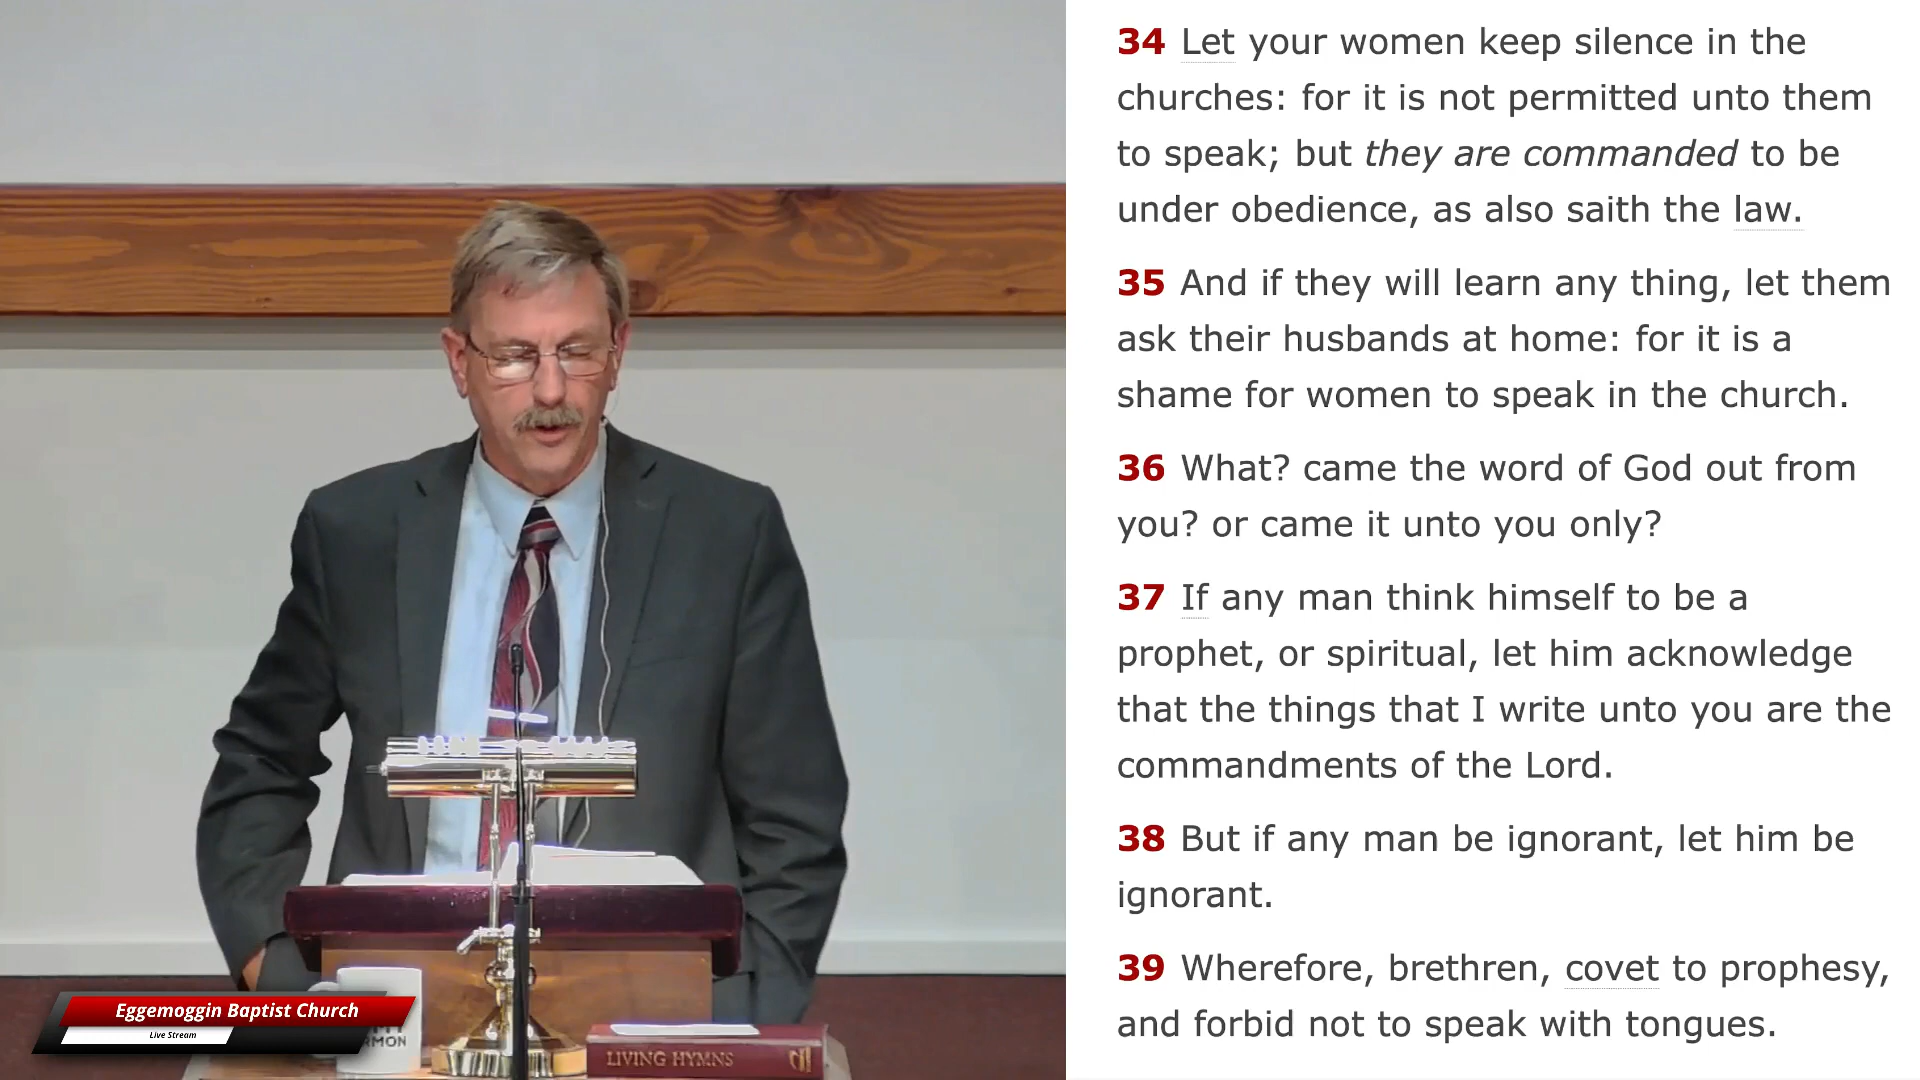 34 Let your women keep silence in the
churches: for it is not permitted unto them
to speak; but they are commanded to be
under obedience, as also saith the law.
35 And if they will learn any thing, let them
ask their husbands at home: for it is a
shame for women to speak in the church.
36 What? came the word of God out from
you? or came it unto you only?
37 If any man think himself to be a
prophet, or spiritual, let him acknowledge
that the things that I write unto you are the
commandments of the Lord.
38 But if any man be ignorant, let him be
ignorant.
39 Wherefore, brethren, covet to prophesy,
and forbid not to speak with tongues.
Eggemoggin Baptist Church
Live Stream
LIVING HYMNS